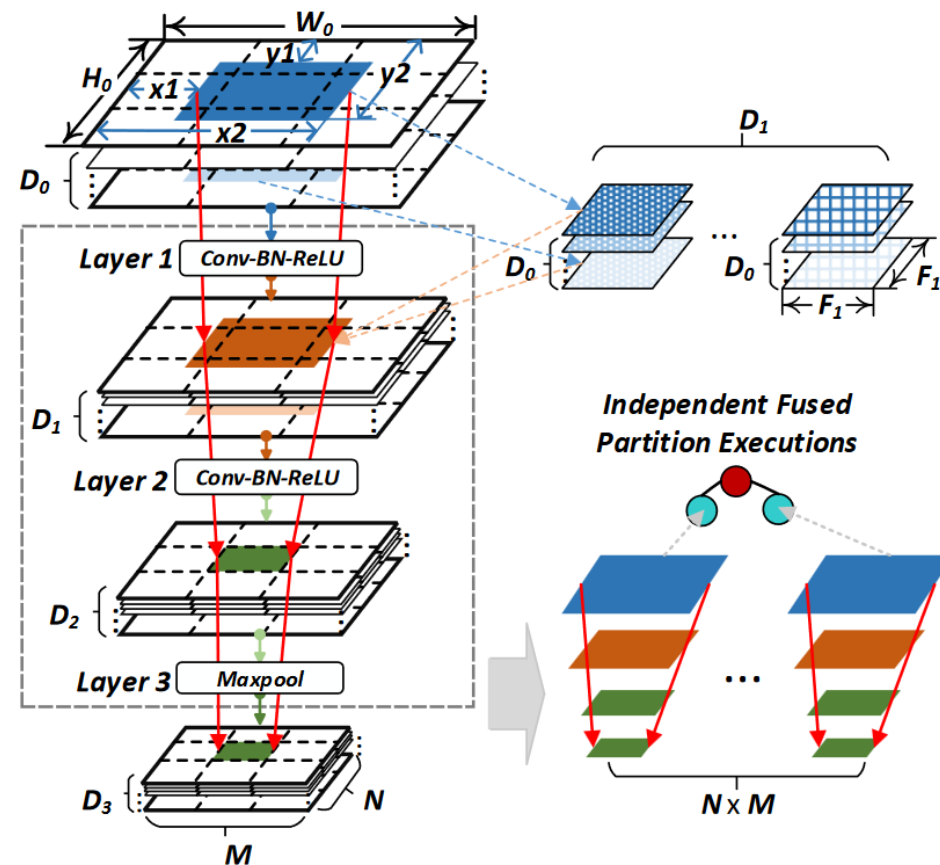 W0
H0
y1
y2
x1
x2
D0
D1
Layer 1
Conv-BN-ReLU
D0
...
D0
F1
F1
D1
Layer 2
Conv-BN-ReLU
Independent Fused
Partition Executions
D2
Layer 3
Maxpool
...
D3
N
M
N x M